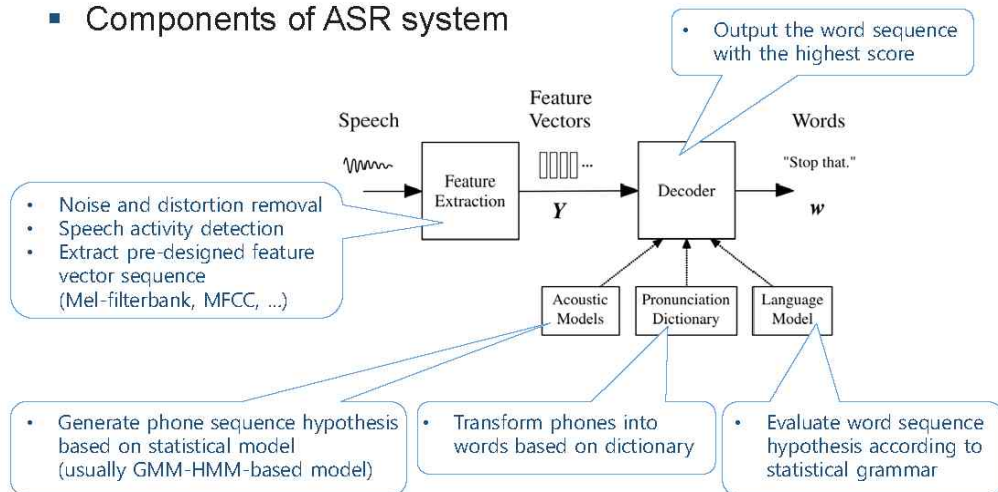 ▪ Components of ASR system
• Output the word sequence
with the highest score
Speech
Feature
Vectors
Words
Feature
Extraction
...
Y
Decoder
"Stop that."
w
• Noise and distortion removal
• Speech activity detection
• Extract pre-designed feature
vector sequence
(Mel-filterbank, MFCC, ...)
Acoustic
Models
Pronunciation
Dictionary
Language
Model
• Generate phone sequence hypothesis
based on statistical model
(usually GMM-HMM-based model)
• Transform phones into
words based on dictionary
• Evaluate word sequence
hypothesis according to
statistical grammar